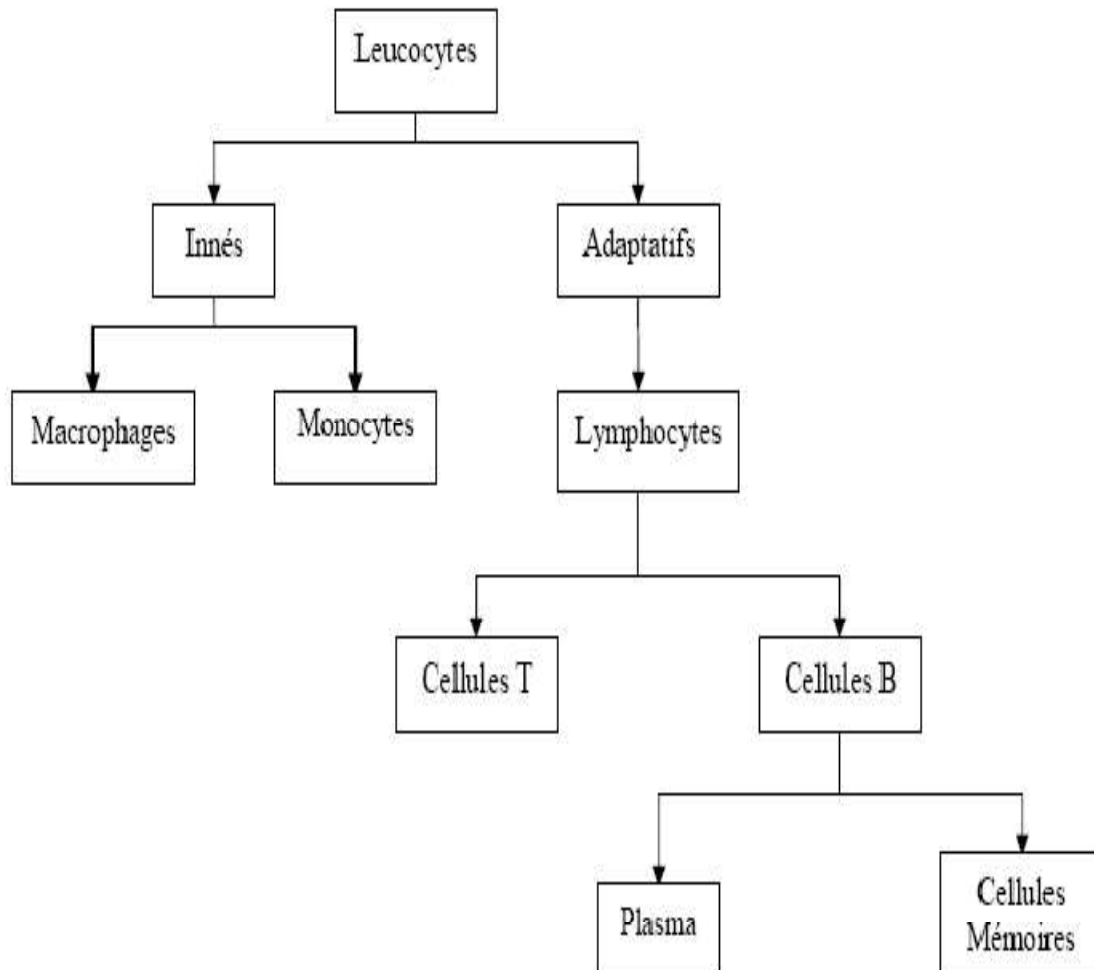 Leucocytes
Innés
Adaptatifs
Macrophages
Monocytes
Lymphocytes
Cellules T
Cellules B
Plasma
Cellules
Mémoires